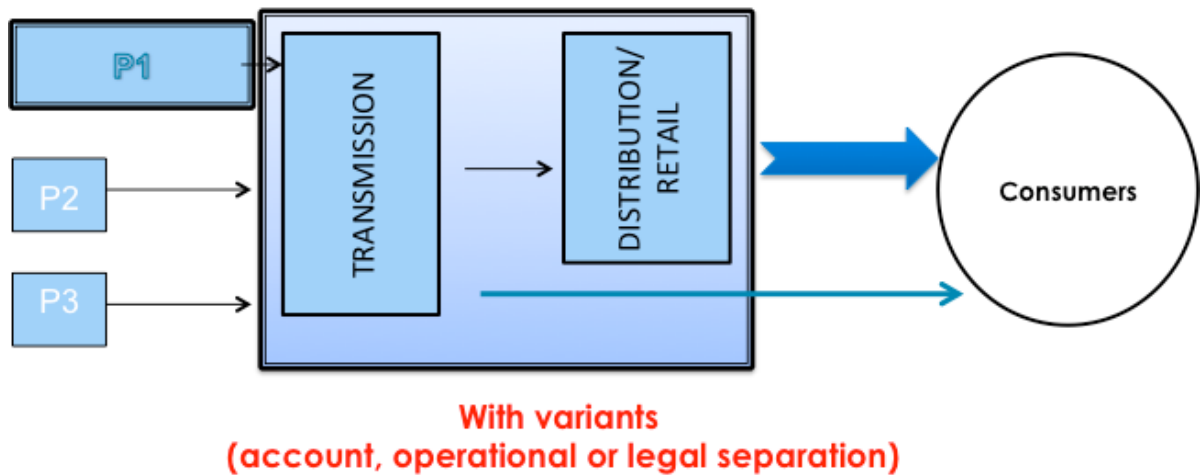 P1
P2
P3
TRANSMISSION
DISTRIBUTION/
RETAIL
Consumers
With variants
(account, operational or legal separation)